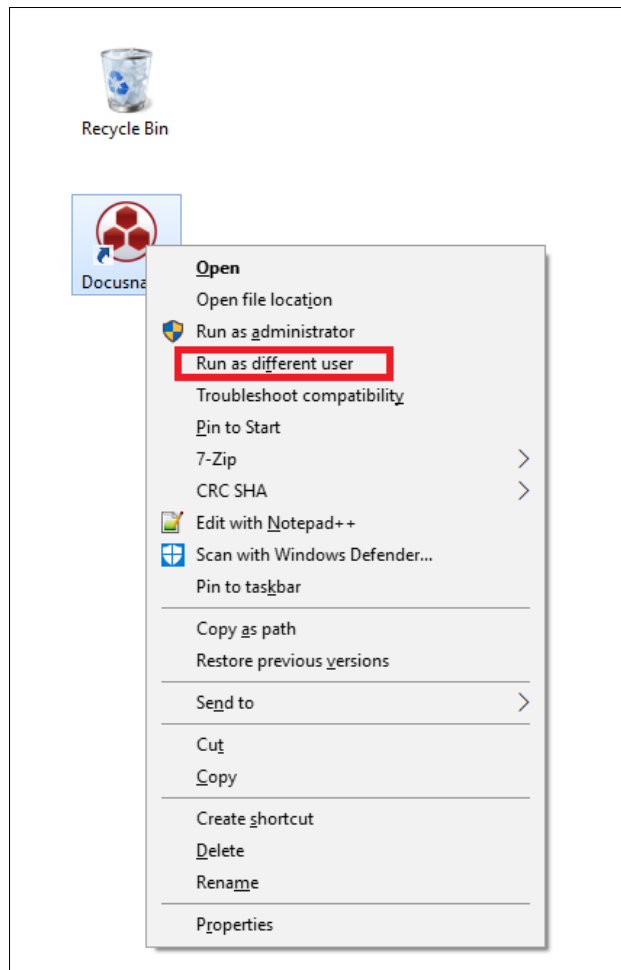 Recycle Bin
Docusna
Open
Open file location
Run as administrator
Run as different user
Troubleshoot compatibility
Pin to Start
7-Zip
CRC SHA
Edit with Notepad++
Scan with Windows Defender...
Pin to taskbar
Copy as path
Restore previous versions
Send to
Cut
Copy
Create shortcut
Delete
Rename
Properties